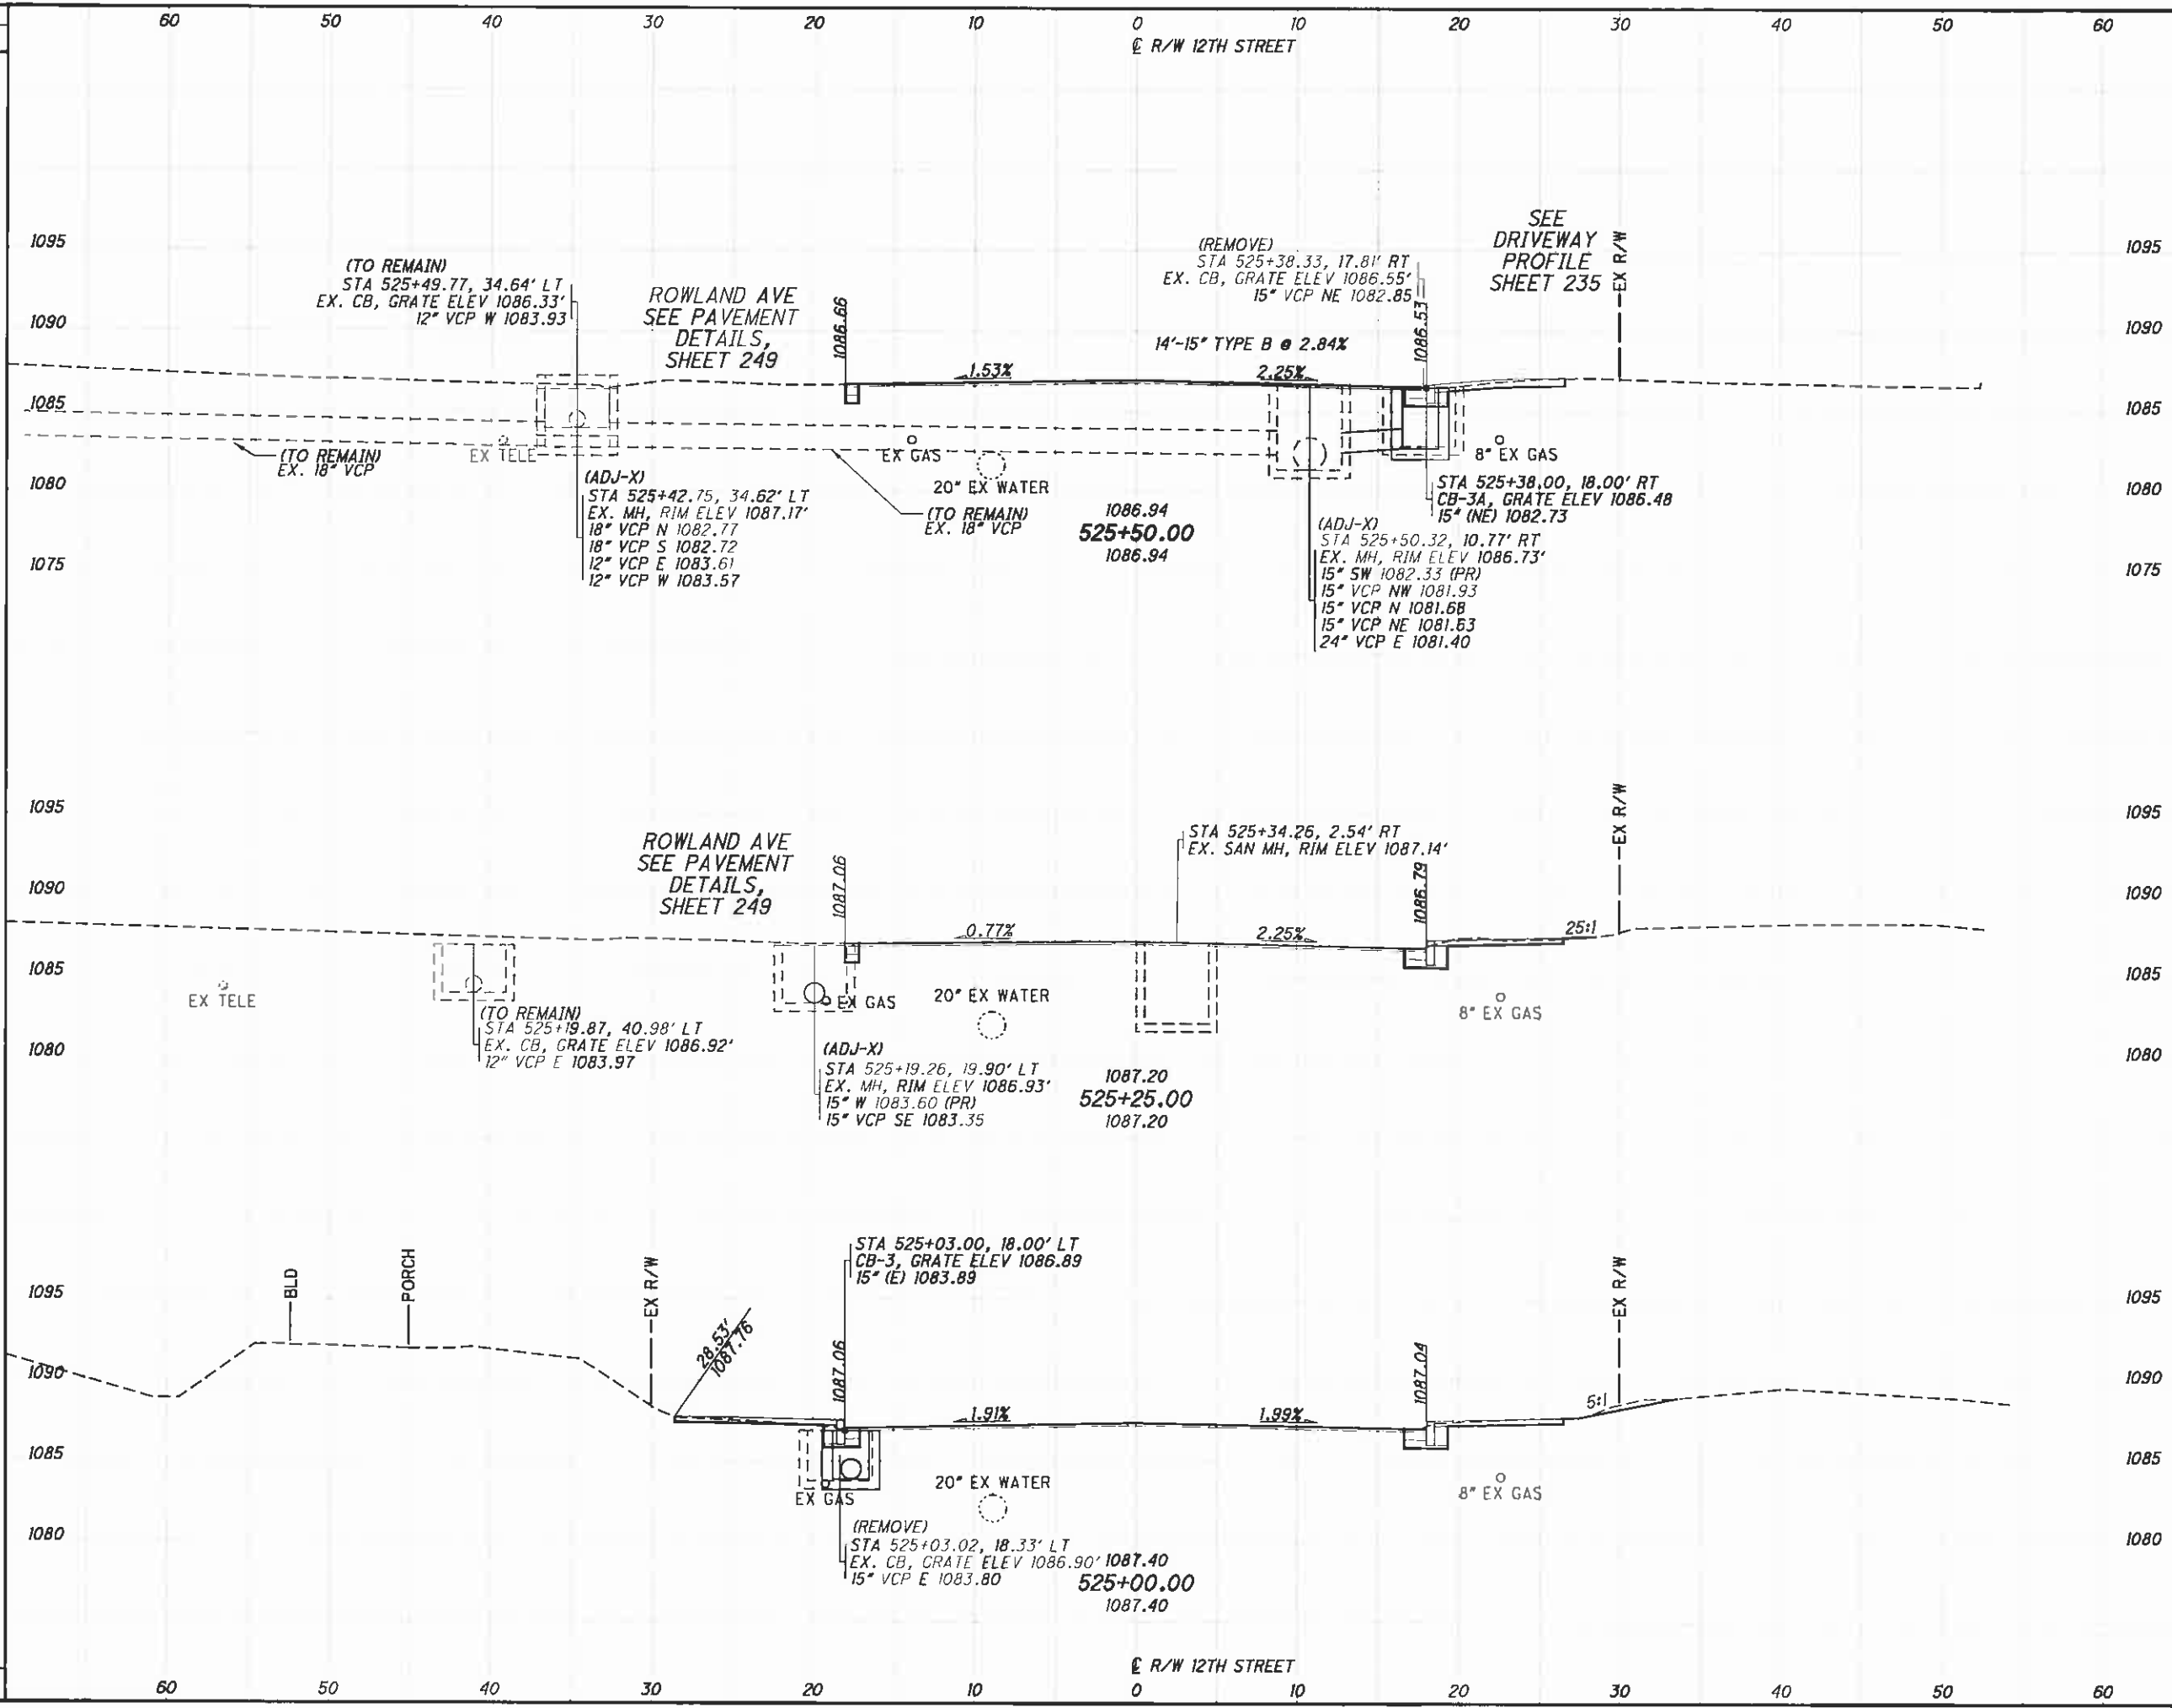 60 50 40 30 20 10 0 10 20 30 40 50 60
℄ R/W 12TH STREET
1095
1090
1085
1080
1075
(TO REMAIN)
STA 525+49.77, 34.64' LT
EX. CB, GRATE ELEV 1086.33'
12" VCP W 1083.93
ROWLAND AVE
SEE PAVEMENT
DETAILS,
SHEET 249
1086.66
(REMOVE)
STA 525+38.33, 17.81' RT
EX. CB, GRATE ELEV 1086.55'
15" VCP NE 1082.85
14'~15" TYPE B @ 2.84%
1086.53
SEE
DRIVEWAY
PROFILE
SHEET 235
EX R/W
1095
1090
1085
1080
1075
1.53%
2.25%
(TO REMAIN)
EX. 18" VCP
EX TELE
(ADJ-X)
STA 525+42.75, 34.62' LT
EX. MH, RIM ELEV 1087.17'
18" VCP N 1082.77
18" VCP S 1082.72
12" VCP E 1083.61
12" VCP W 1083.57
EX GAS
20" EX WATER
(TO REMAIN)
EX. 18" VCP
1086.94
525+50.00
1086.94
8" EX GAS
STA 525+38.00, 18.00' RT
CB-3A, GRATE ELEV 1086.48
15" (NE) 1082.73
(ADJ-X)
STA 525+50.32, 10.77' RT
EX. MH, RIM ELEV 1086.73'
15" SW 1082.33 (PR)
15" VCP NW 1081.93
15" VCP N 1081.68
15" VCP NE 1081.63
24" VCP E 1081.40
1095
1090
1085
1080
ROWLAND AVE
SEE PAVEMENT
DETAILS,
SHEET 249
1087.06
STA 525+34.26, 2.54' RT
EX. SAN MH, RIM ELEV 1087.14'
1086.79
EX R/W
1095
1090
1085
1080
0.77%
2.25%
25:1
EX TELE
(TO REMAIN)
STA 525+19.87, 40.98' LT
EX. CB, GRATE ELEV 1086.92'
12" VCP E 1083.97
EX GAS
20" EX WATER
8" EX GAS
(ADJ-X)
STA 525+19.26, 19.90' LT
EX. MH, RIM ELEV 1086.93'
15" W 1083.60 (PR)
15" VCP SE 1083.35
1087.20
525+25.00
1087.20
1095
1090
1085
1080
BLD
PORCH
EX R/W
28.53'
1087.76
1087.06
STA 525+03.00, 18.00' LT
CB-3, GRATE ELEV 1086.89
15" (E) 1083.89
1087.04
EX R/W
1095
1090
1085
1080
1.91%
1.99%
5:1
EX GAS
20" EX WATER
8" EX GAS
(REMOVE)
STA 525+03.02, 18.33' LT
EX. CB, GRATE ELEV 1086.90'
15" VCP E 1083.80
1087.40
525+00.00
1087.40
℄ R/W 12TH STREET
60 50 40 30 20 10 0 10 20 30 40 50 60